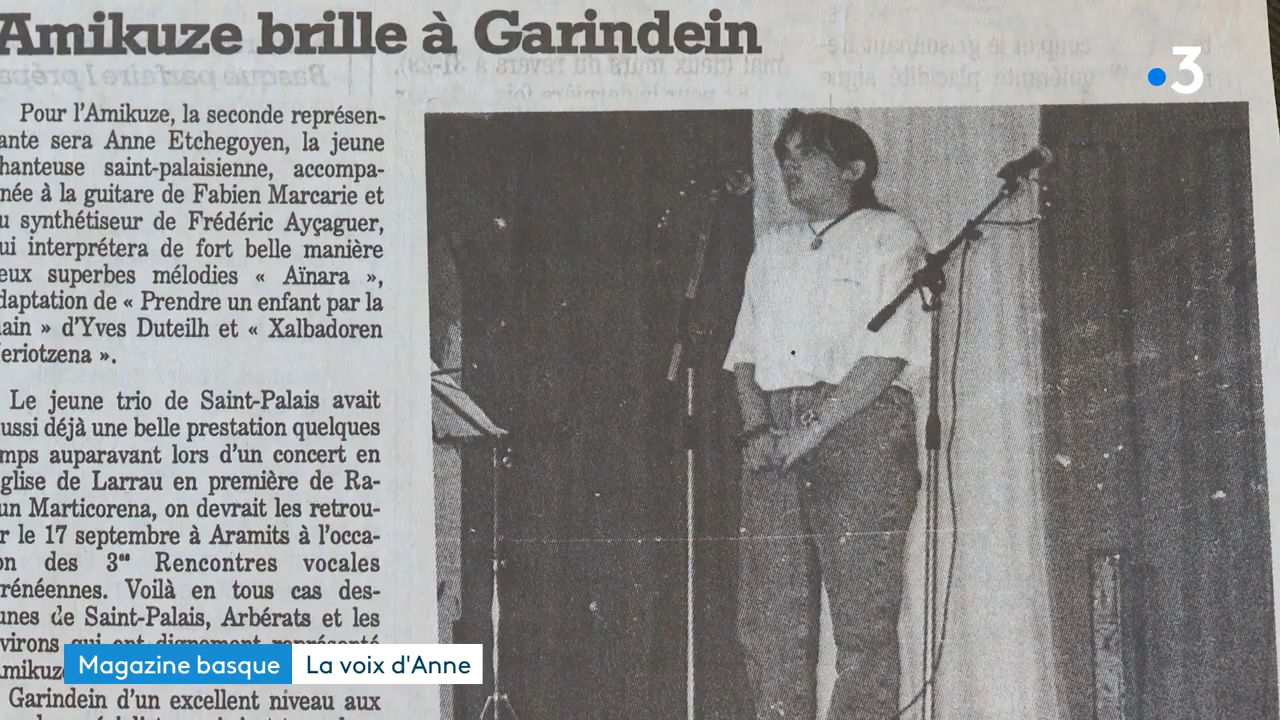 Amikuze brille à Garindein
3
Pour l'Amikuze, la seconde représen-
ante sera Anne Etchegoyen, la jeune
hanteuse saint-palaisienne, accompa-
née à la guitare de Fabien Marcarie et
u synthétiseur de Frédéric Ayçaguer,
ui interprétera de fort belle manière
eux superbes mélodies « Aïnara »,
daptation de « Prendre un enfant par la
ain » d'Yves Duteilh et « Xalbadoren
eriotzena ».
Le jeune trio de Saint-Palais avait
ussi déjà une belle prestation quelques
mps auparavant lors d'un concert en
glise de Larrau en première de Ra-
un Marticorena, on devrait les retrou-
r le 17 septembre à Aramits à l'occa-
on des 3es Rencontres vocales
rénéennes. Voilà en tous cas des
unes de Saint-Palais, Arbérats et les
virons qui ont dignement représenté
mikuz
Garindein d'un excellent niveau aux
Magazine basque
La voix d'Anne